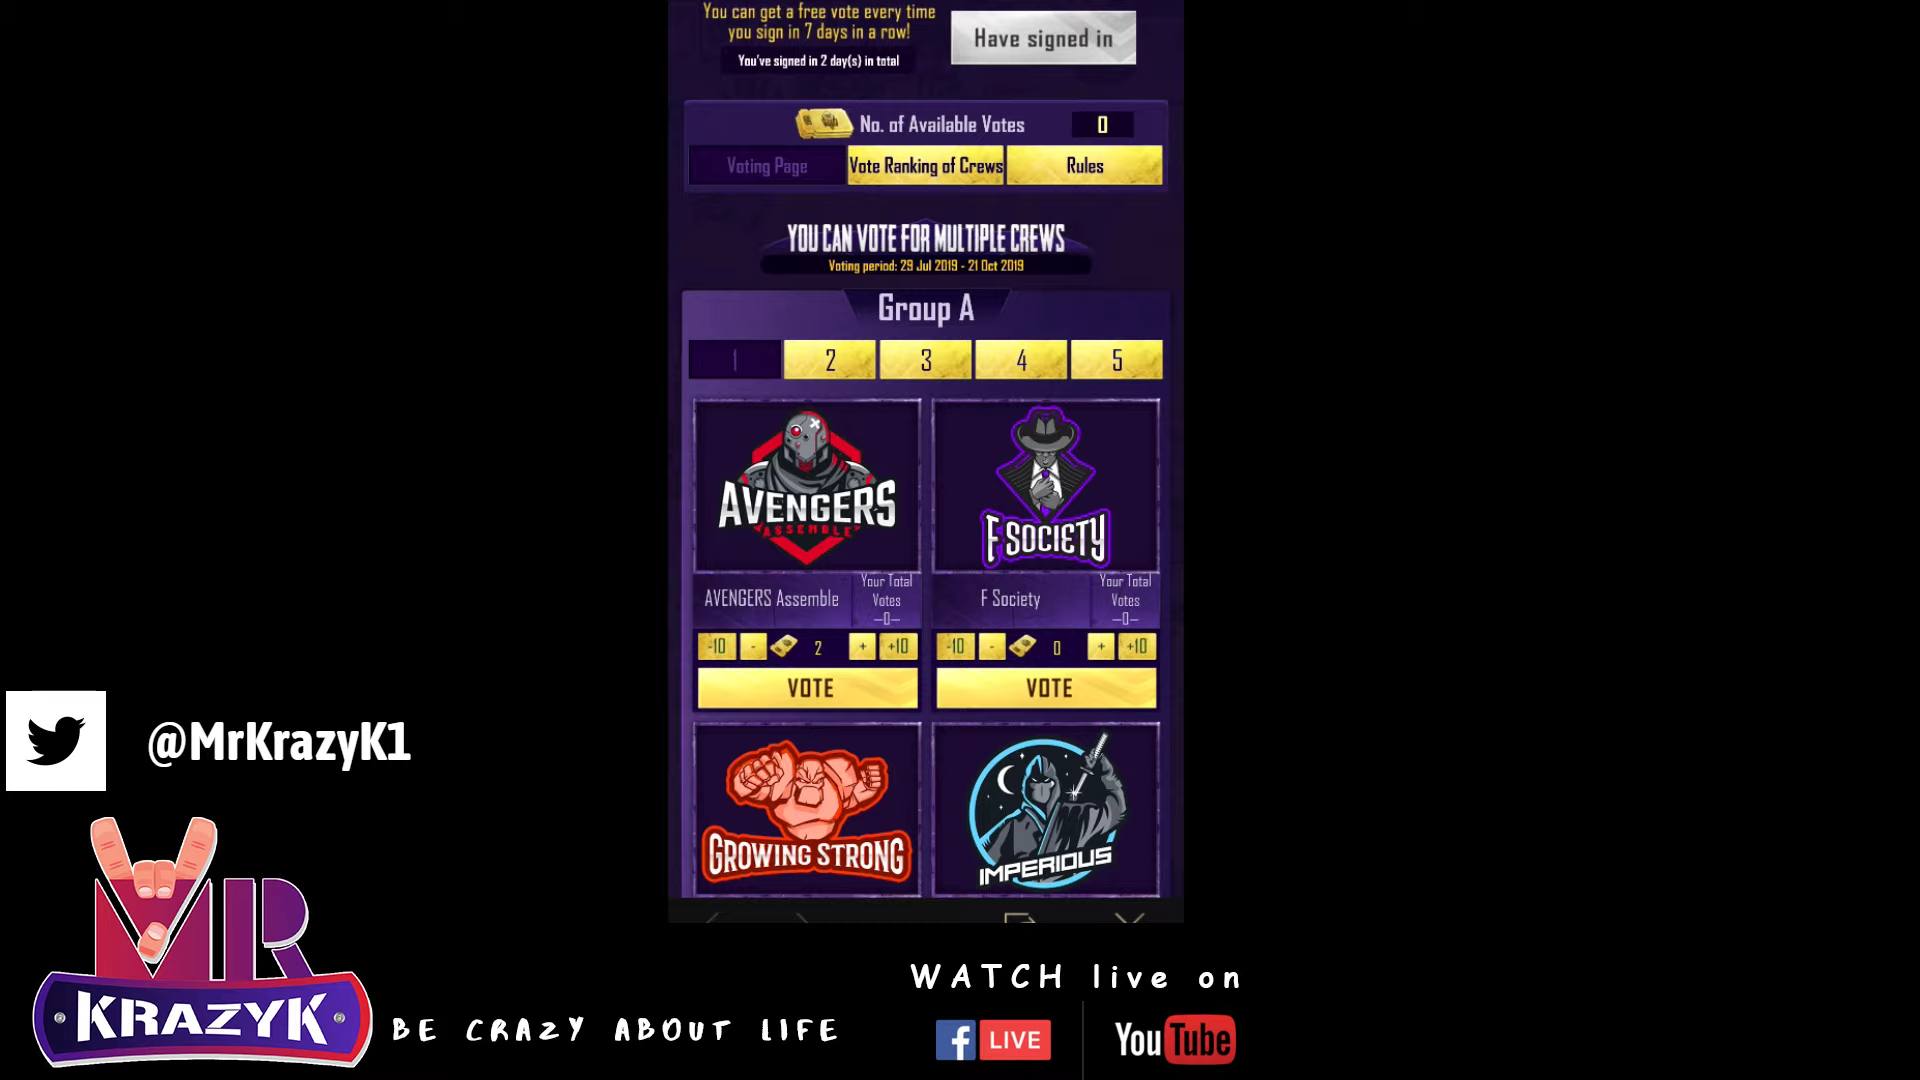 You can get a free vote every time
you sign in 7 days in a row!
You've signed in 2 day(s) in total
Have signed in
No. of Available Votes 0
Voting Page Vote Ranking of Crews Rules
YOU CAN VOTE FOR MULTIPLE CREWS
Voting period: 29 Jul 2019 - 21 Oct 2019
Group A
1 2 3 4 5
AVENGERS
ASSEMBLE
F SOCIETY
AVENGERS Assemble
Your Total
Votes
—0—
F Society
Your Total
Votes
—0—
-10 - 2 + +10
-10 - 0 + +10
VOTE VOTE
GROWING STRONG
IMPERIOUS
@MrKrazyK1
MR
KRAZYK
BE CRAZY ABOUT LIFE
WATCH live on
f LIVE
YouTube